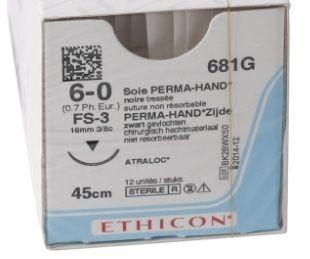 681G
6-0
(0.7 Ph. Eur.)
FS-3
16mm 3/8c
Soie PERMA-HAND*
noire tressée
suture non résorbable
PERMA-HAND*Zijde
zwart gevlochten
chirurgisch hechtmateriaal
niet resorbeerbaar
ATRALOC*
45cm
12 unités / stuks
STERILE R
2
BK2BWXS0
2014-12
ETHICON*